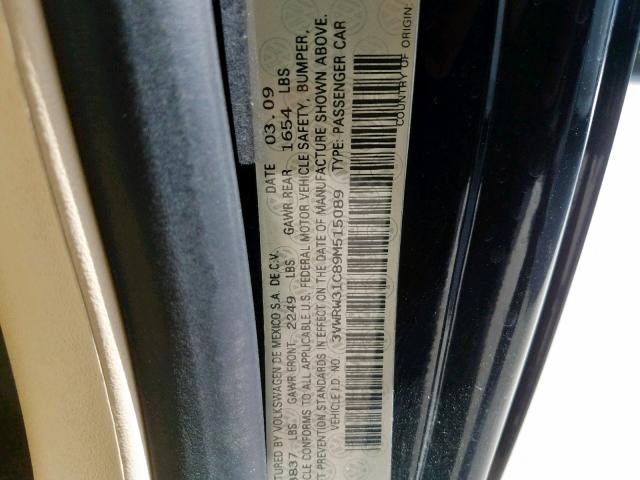 TURED BY VOLKSWAGEN DE MEXICO S.A. DE C.V. DATE 03.09
3837 LBS GAWR FRONT 2249 LBS GAWR REAR 1654 LBS
CLE CONFORMS TO ALL APPLICABLE U.S. FEDERAL MOTOR VEHICLE SAFETY, BUMPER,
T PREVENTION STANDARDS IN EFFECT ON THE DATE OF MANUFACTURE SHOWN ABOVE.
VEHICLE I.D. NO. 3VWRW31C89M515089 TYPE: PASSENGER CAR
COUNTRY OF ORIGIN: